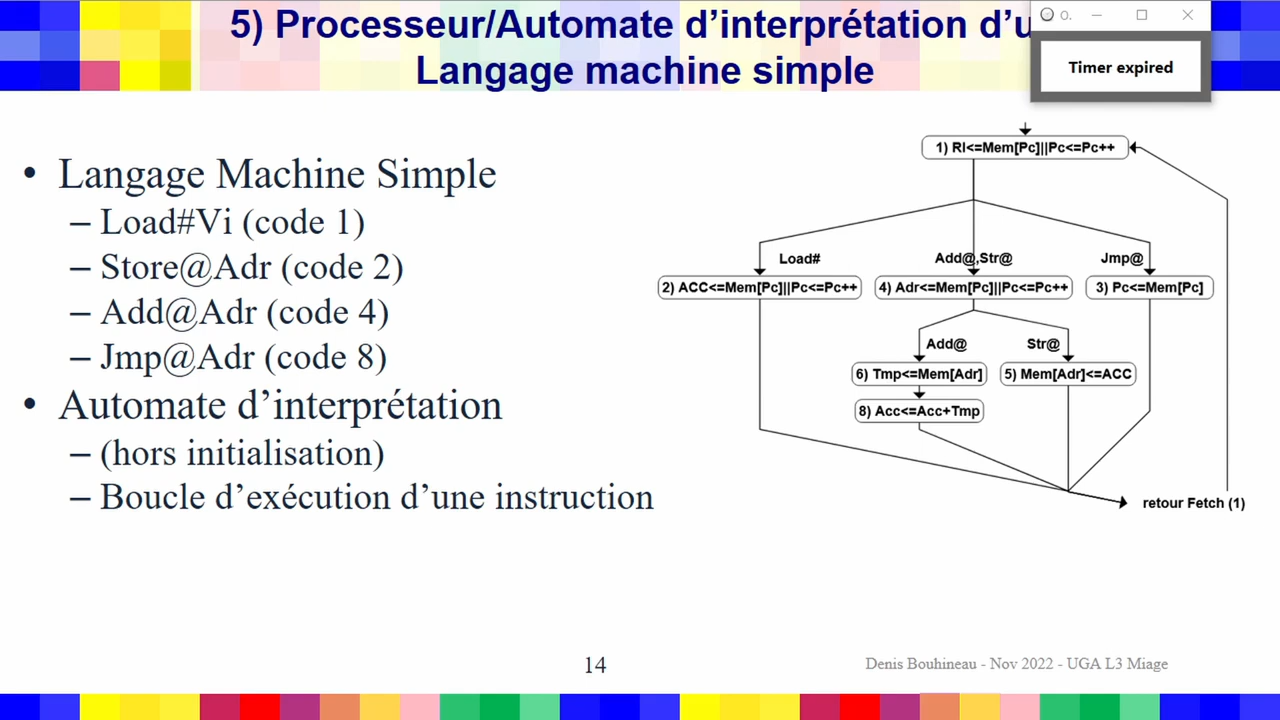 5) Processeur/Automate d'interprétation d'u
Langage machine simple
0.
Timer expired
• Langage Machine Simple
– Load#Vi (code 1)
– Store@Adr (code 2)
– Add@Adr (code 4)
– Jmp@Adr (code 8)
• Automate d'interprétation
– (hors initialisation)
– Boucle d'exécution d'une instruction
1) RI<=Mem[Pc]||Pc<=Pc++
Load#
Add@,Str@
Jmp@
2) ACC<=Mem[Pc]||Pc<=Pc++
4) Adr<=Mem[Pc]||Pc<=Pc++
3) Pc<=Mem[Pc]
Add@
Str@
6) Tmp<=Mem[Adr]
5) Mem[Adr]<=ACC
8) Acc<=Acc+Tmp
retour Fetch (1)
14
Denis Bouhineau - Nov 2022 - UGA L3 Miage